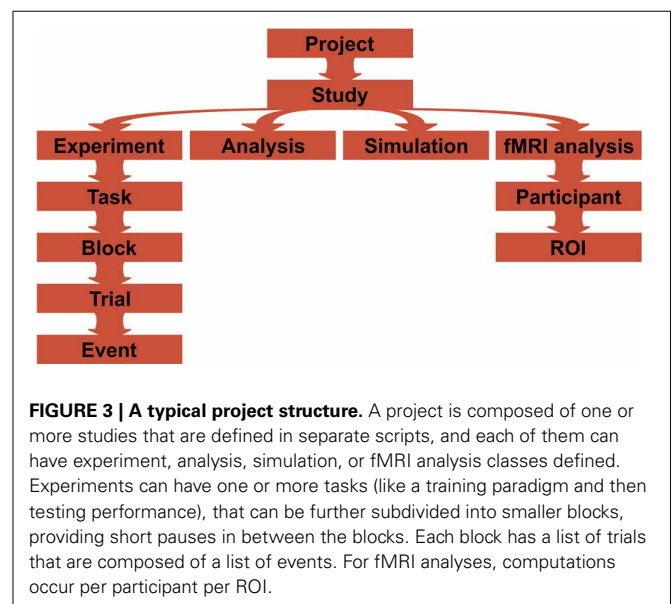 Project
Study
Experiment Analysis Simulation fMRI analysis
Task Participant
Block ROI
Trial
Event
FIGURE 3 | A typical project structure. A project is composed of one or
more studies that are defined in separate scripts, and each of them can
have experiment, analysis, simulation, or fMRI analysis classes defined.
Experiments can have one or more tasks (like a training paradigm and then
testing performance), that can be further subdivided into smaller blocks,
providing short pauses in between the blocks. Each block has a list of trials
that are composed of a list of events. For fMRI analyses, computations
occur per participant per ROI.